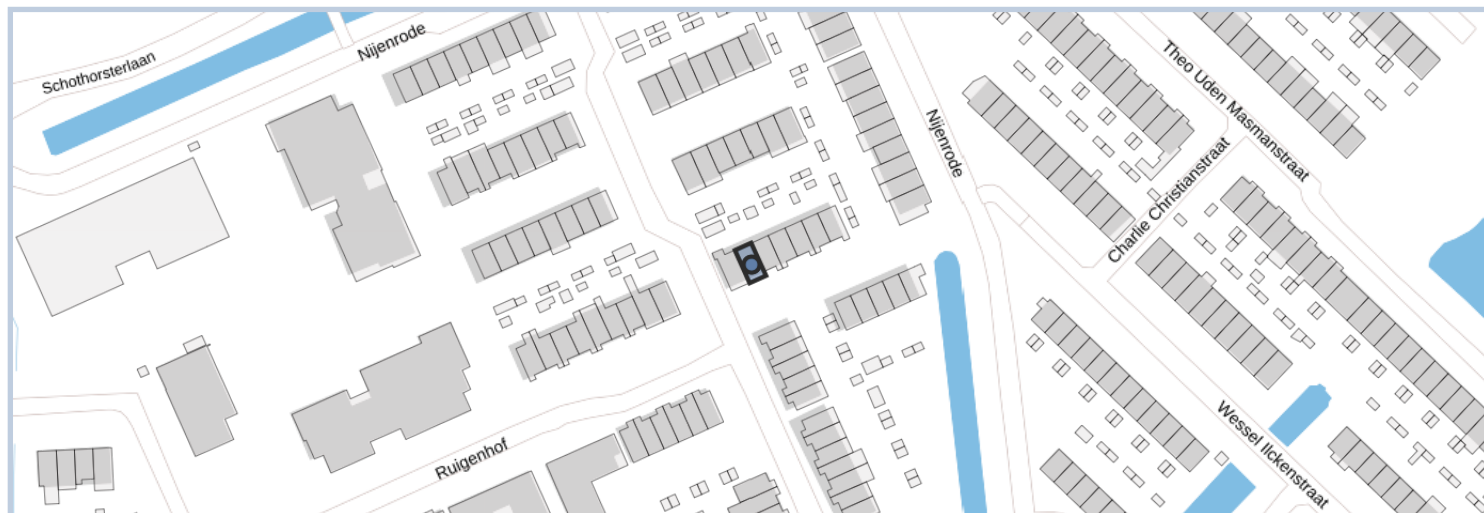 Schothorsterlaan
Nijenrode
Theo Uden Masmanstraat
Nijenrode
Charlie Christianstraat
Wessel Ilckenstraat
Ruigenhof